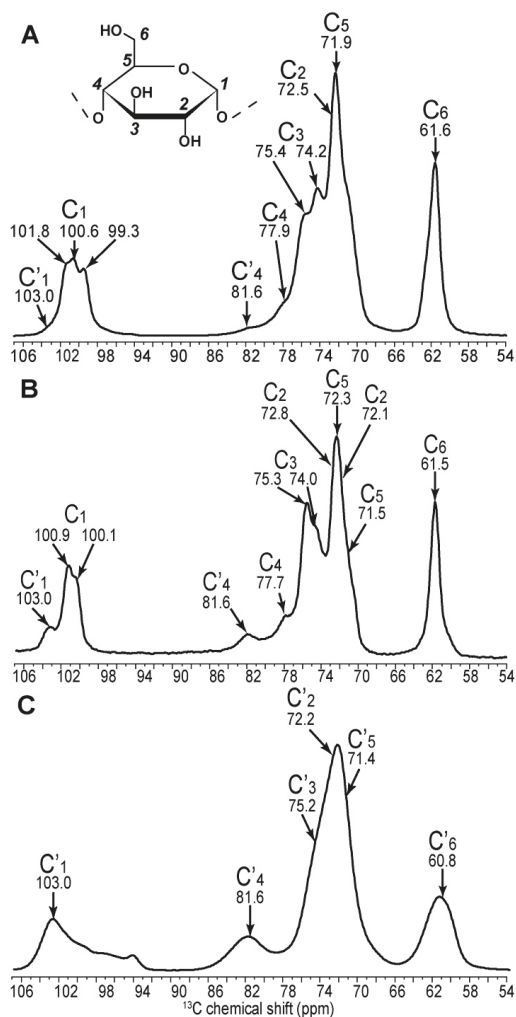 A
HO
6
5
O
4
OH
1
O
3
2
O
OH
C5
71.9
C2
72.5
C6
61.6
C3
75.4 74.2
C1
101.8 100.6 99.3
C4
77.9
C'1
103.0
C'4
81.6
106 102 98 94 90 86 82 78 74 70 66 62 58 54
B
C5
72.3
C2
72.8
C2
72.1
C6
61.5
C3
75.3 74.0
C5
71.5
C1
100.9 100.1
C4
77.7
C'1
103.0
C'4
81.6
106 102 98 94 90 86 82 78 74 70 66 62 58 54
C
C'2
72.2
C'5
71.4
C'3
75.2
C'6
60.8
C'1
103.0
C'4
81.6
106 102 98 94 90 86 82 78 74 70 66 62 58 54
13C chemical shift (ppm)